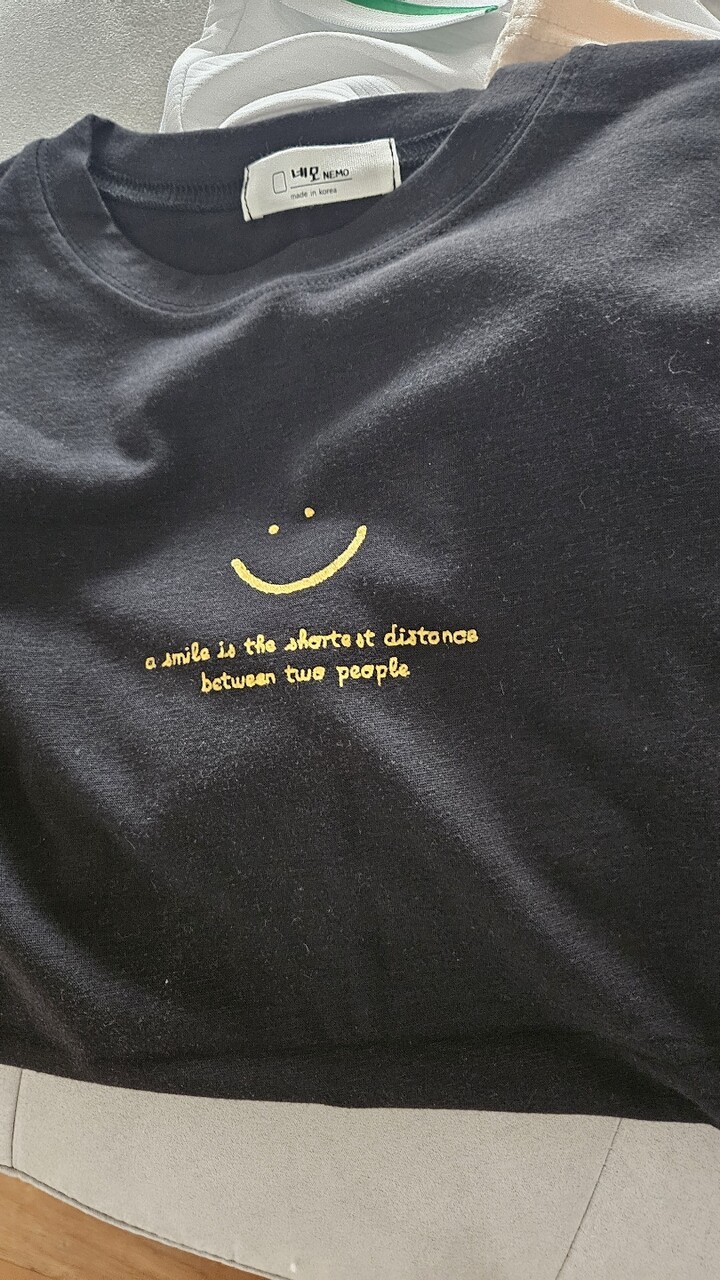 네모 NEMO
made in korea
a smile is the shortest distance
between two people